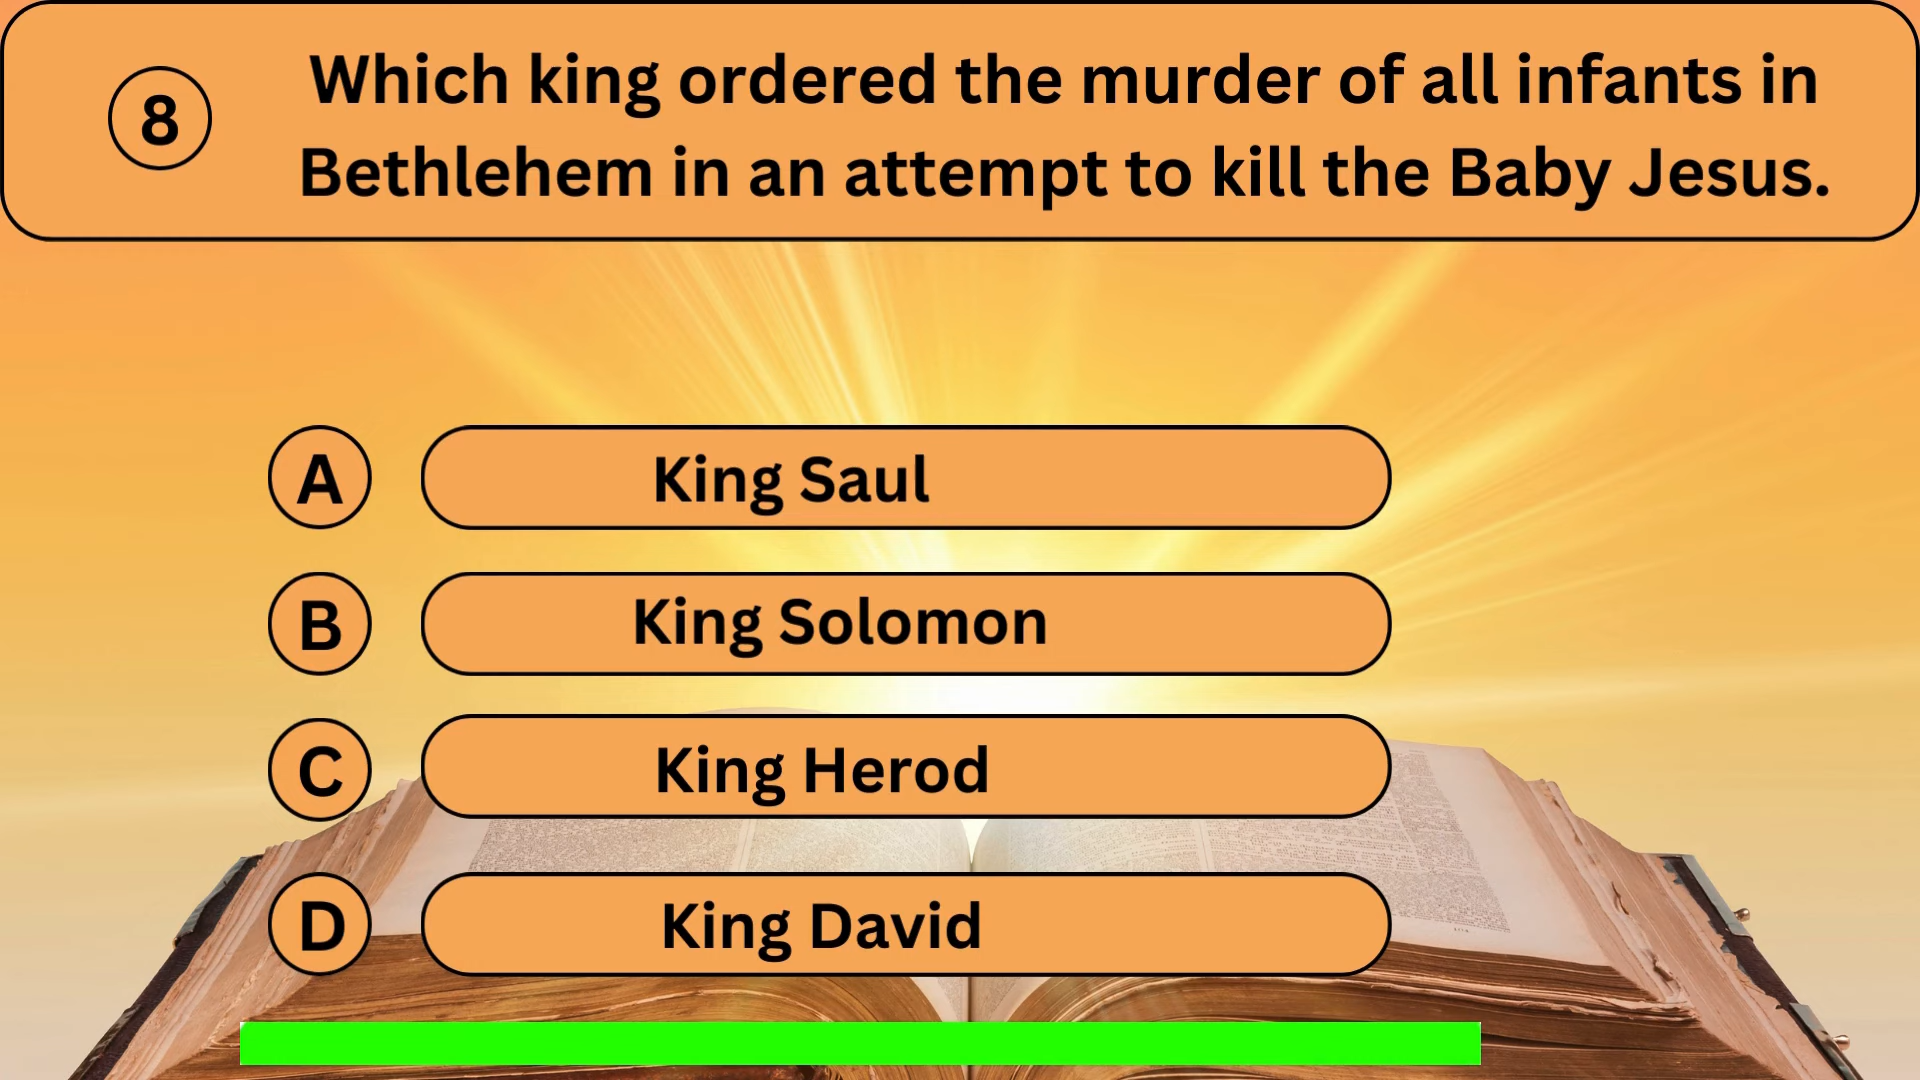 8
Which king ordered the murder of all infants in
Bethlehem in an attempt to kill the Baby Jesus.
A King Saul
B King Solomon
C King Herod
D King David